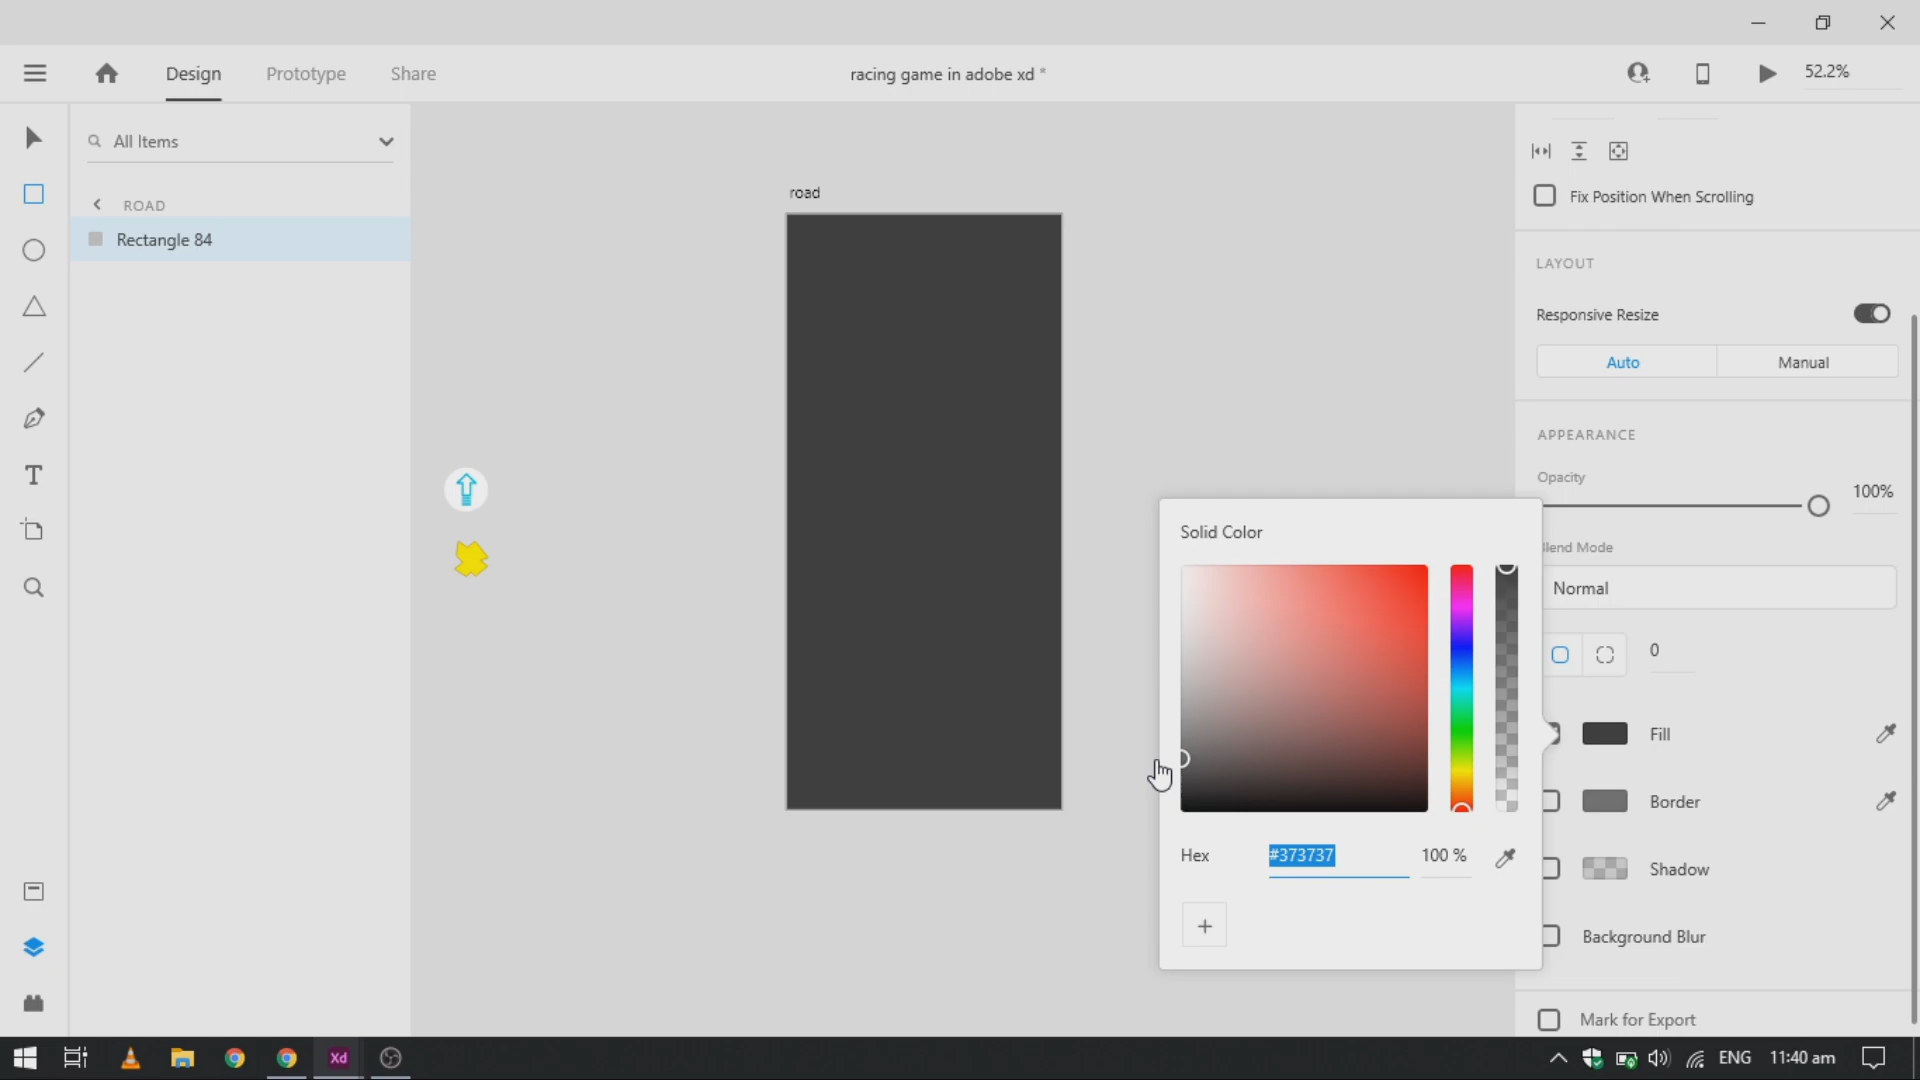 Design
Prototype
Share
racing game in adobe xd *
52.2%
All Items
ROAD
Rectangle 84
road
Fix Position When Scrolling
LAYOUT
Responsive Resize
Auto
Manual
APPEARANCE
Opacity
100%
Blend Mode
Normal
0
Fill
Border
Shadow
Background Blur
Mark for Export
Solid Color
Hex
#373737
100 %
+
T
Xd
ENG
11:40 am